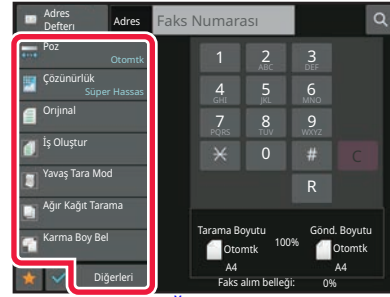 Adres
Defteri
Adres
Faks Numarası
Poz
Otomtk
Çözünürlük
Süper Hassas
Orıjınal
İş Oluştur
Yavaş Tara Mod
Ağır Kağıt Tarama
Karma Boy Bel
Diğerleri
1
2
ABC
3
DEF
4
GHI
5
JKL
6
MNO
7
PQRS
8
TUV
9
WXYZ
0
#
C
R
Tarama Boyutu
Otomtk
A4
100%
Gönd. Boyutu
Otomtk
A4
Faks alım belleği: 0%